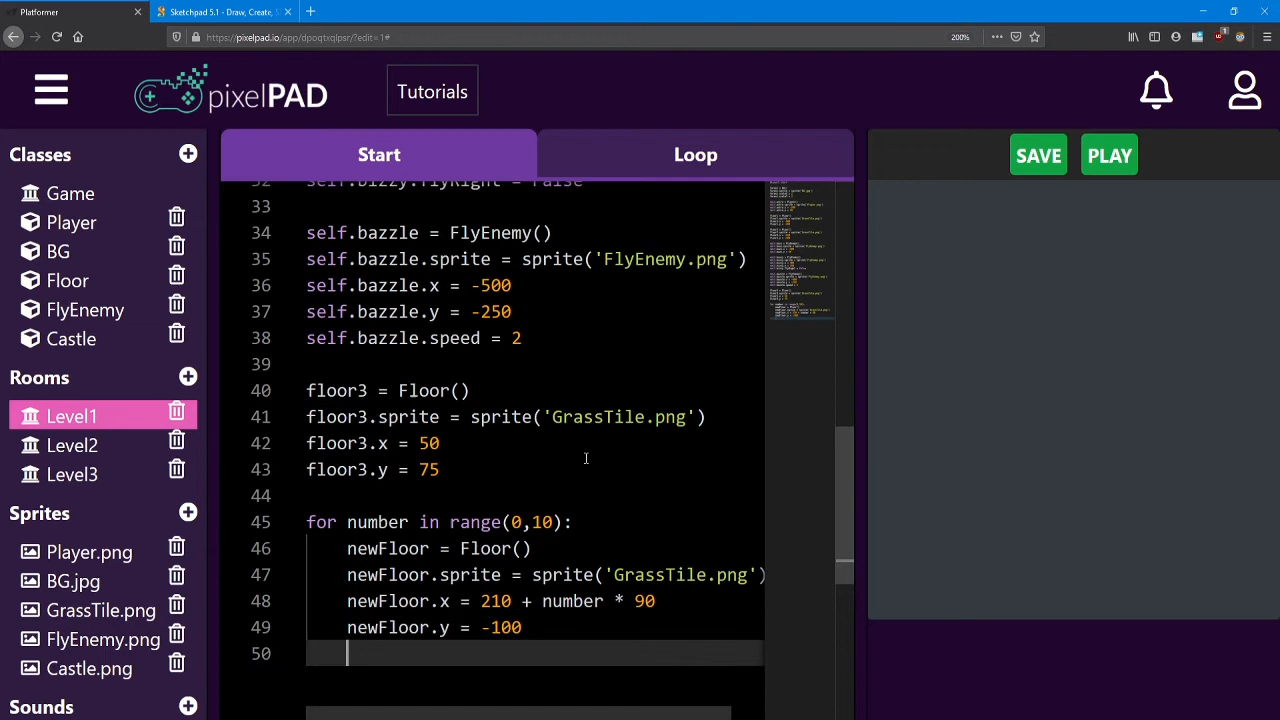 Platformer
Sketchpad 5.1 - Draw, Create, S
https://pixelpad.io/app/dpoqtxqlpsr/?edit=1#
200%
pixelPAD
Tutorials
Classes
Game
Player
BG
Floor
FlyEnemy
Castle
Rooms
Level1
Level2
Level3
Sprites
Player.png
BG.jpg
GrassTile.png
FlyEnemy.png
Castle.png
Sounds
Start
Loop
32 self.bizzy.flyRight = False
33
34 self.bazzle = FlyEnemy()
35 self.bazzle.sprite = sprite('FlyEnemy.png')
36 self.bazzle.x = -500
37 self.bazzle.y = -250
38 self.bazzle.speed = 2
39
40 floor3 = Floor()
41 floor3.sprite = sprite('GrassTile.png')
42 floor3.x = 50
43 floor3.y = 75
44
45 for number in range(0,10):
46 newFloor = Floor()
47 newFloor.sprite = sprite('GrassTile.png')
48 newFloor.x = 210 + number * 90
49 newFloor.y = -100
50
SAVE
PLAY